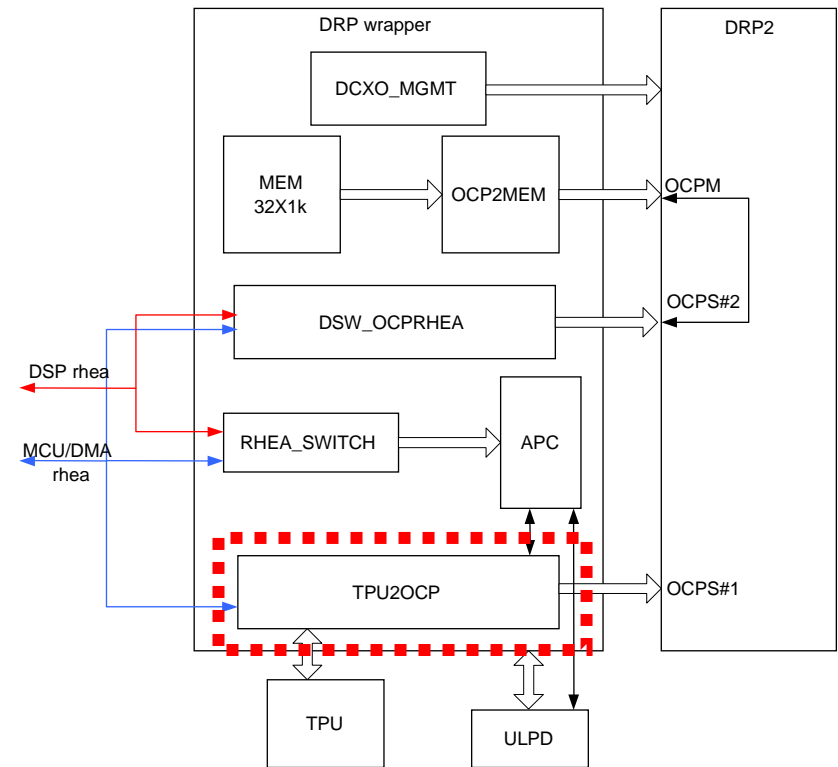 DRP wrapper
DRP2
DCXO_MGMT
MEM
32X1k
OCP2MEM
OCPM
OCPS#2
DSW_OCPRHEA
DSP rhea
MCU/DMA
rhea
RHEA_SWITCH
APC
TPU2OCP
OCPS#1
TPU
ULPD